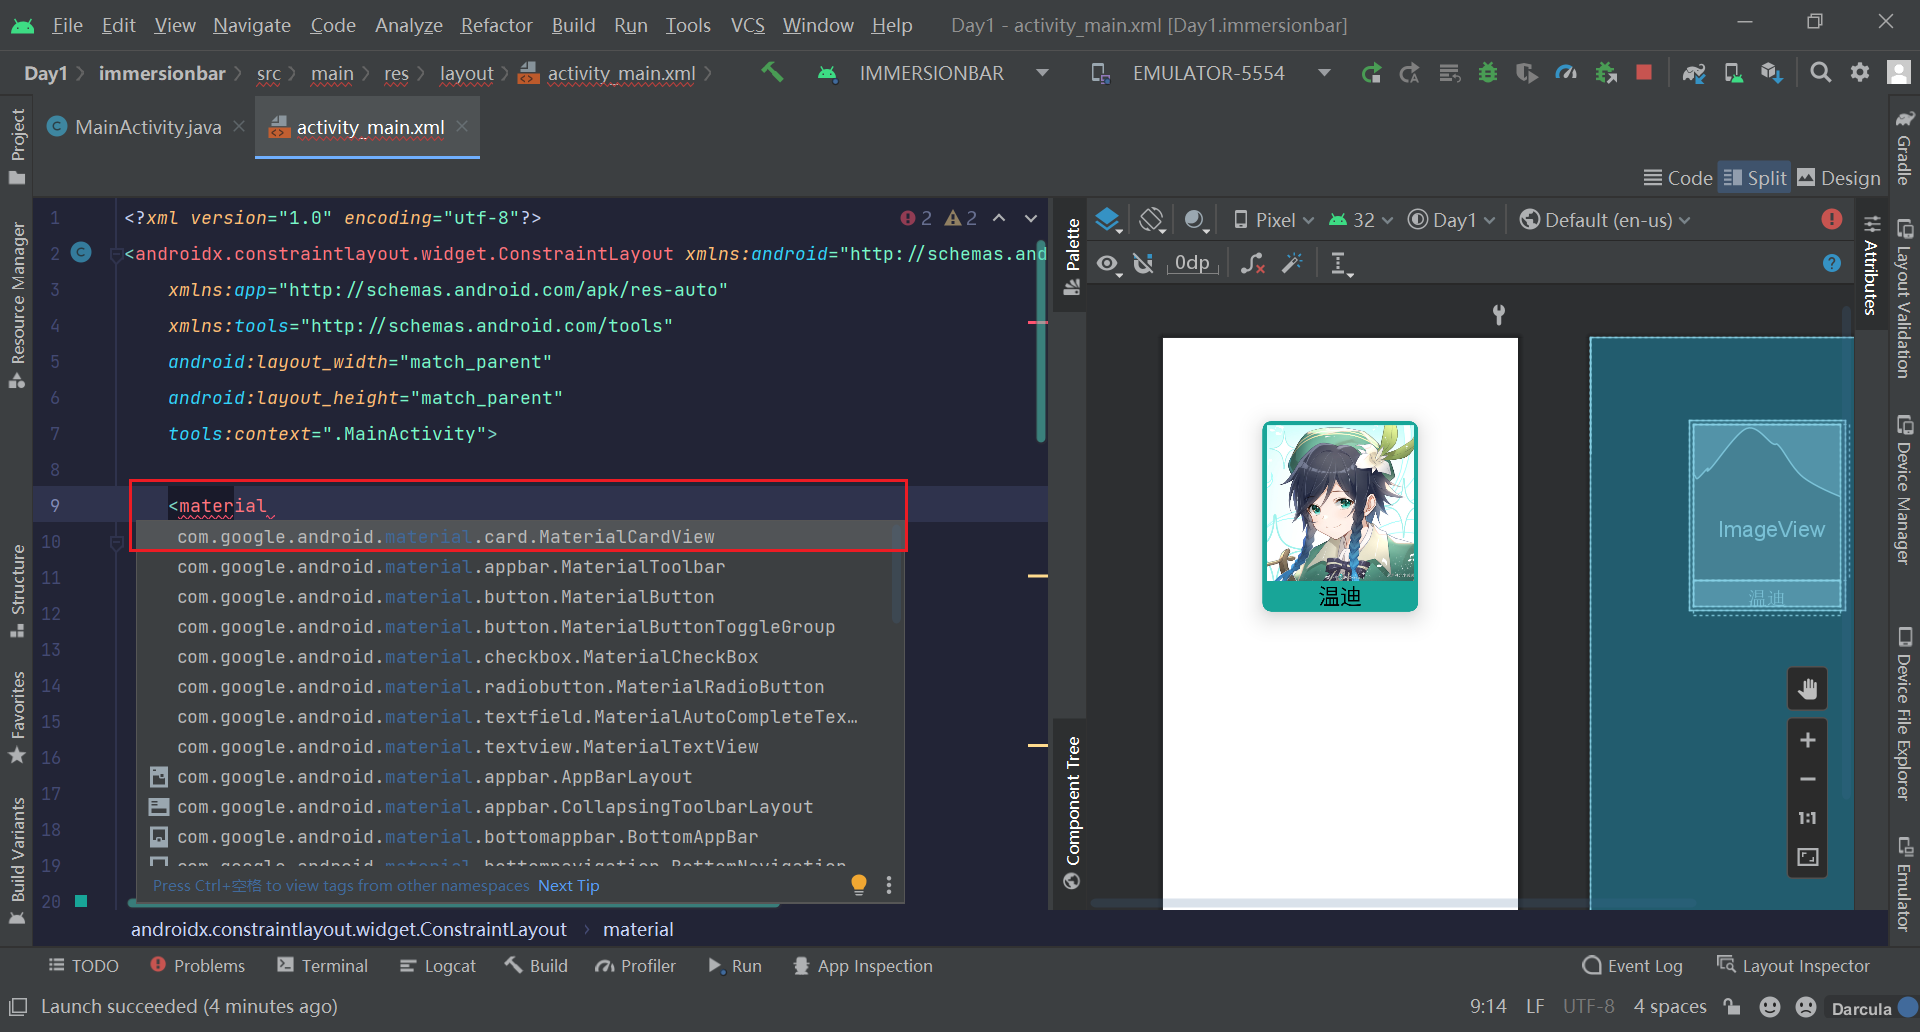 File Edit View Navigate Code Analyze Refactor Build Run Tools VCS Window Help Day1 - activity_main.xml [Day1.immersionbar]
Day1 immersionbar src main res layout activity_main.xml IMMERSIONBAR EMULATOR-5554
MainActivity.java activity_main.xml
Code Split Design
Project
Resource Manager
Structure
Favorites
Build Variants
1 <?xml version="1.0" encoding="utf-8"?>
2 <androidx.constraintlayout.widget.ConstraintLayout xmlns:android="http://schemas.and
3 xmlns:app="http://schemas.android.com/apk/res-auto"
4 xmlns:tools="http://schemas.android.com/tools"
5 android:layout_width="match_parent"
6 android:layout_height="match_parent"
7 tools:context=".MainActivity">
8
9 <material
10
11
12
13
14
15
16
17
18
19
20
2 2
com.google.android.material.card.MaterialCardView
com.google.android.material.appbar.MaterialToolbar
com.google.android.material.button.MaterialButton
com.google.android.material.button.MaterialButtonToggleGroup
com.google.android.material.checkbox.MaterialCheckBox
com.google.android.material.radiobutton.MaterialRadioButton
com.google.android.material.textfield.MaterialAutoCompleteTex…
com.google.android.material.textview.MaterialTextView
com.google.android.material.appbar.AppBarLayout
com.google.android.material.appbar.CollapsingToolbarLayout
com.google.android.material.bottomappbar.BottomAppBar
com.google.android.material.bottomnavigation.BottomNavigation
Press Ctrl+空格 to view tags from other namespaces Next Tip
androidx.constraintlayout.widget.ConstraintLayout material
Palette
Component Tree
Pixel 32 Day1 Default (en-us)
0dp
温迪
ImageView
温迪
1:1
Attributes
Gradle
Layout Validation
Device Manager
Device File Explorer
Emulator
TODO Problems Terminal Logcat Build Profiler Run App Inspection Event Log Layout Inspector
Launch succeeded (4 minutes ago) 9:14 LF UTF-8 4 spaces Darcula